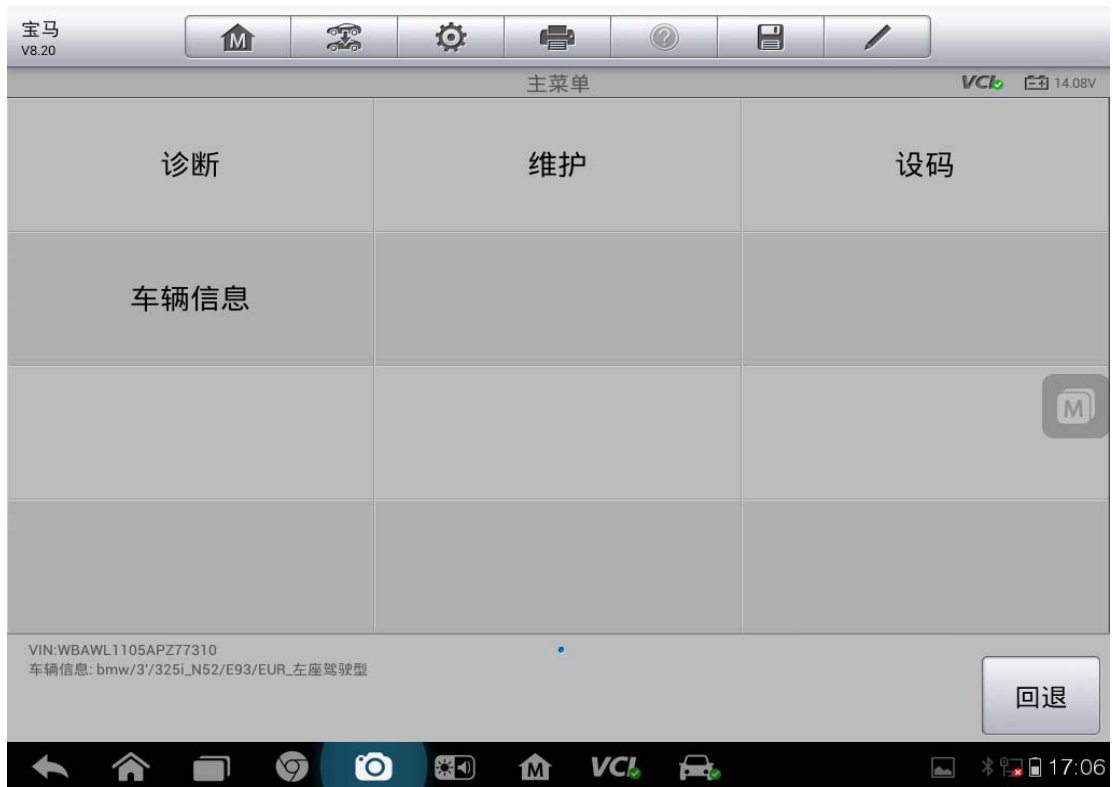 宝马
V8.20
M
主菜单
VCI
14.08V
诊断
维护
设码
车辆信息
M
VIN:WBAWL1105APZ77310
车辆信息: bmw/3'/325i_N52/E93/EUR_左座驾驶型
回退
M
VCI
17:06